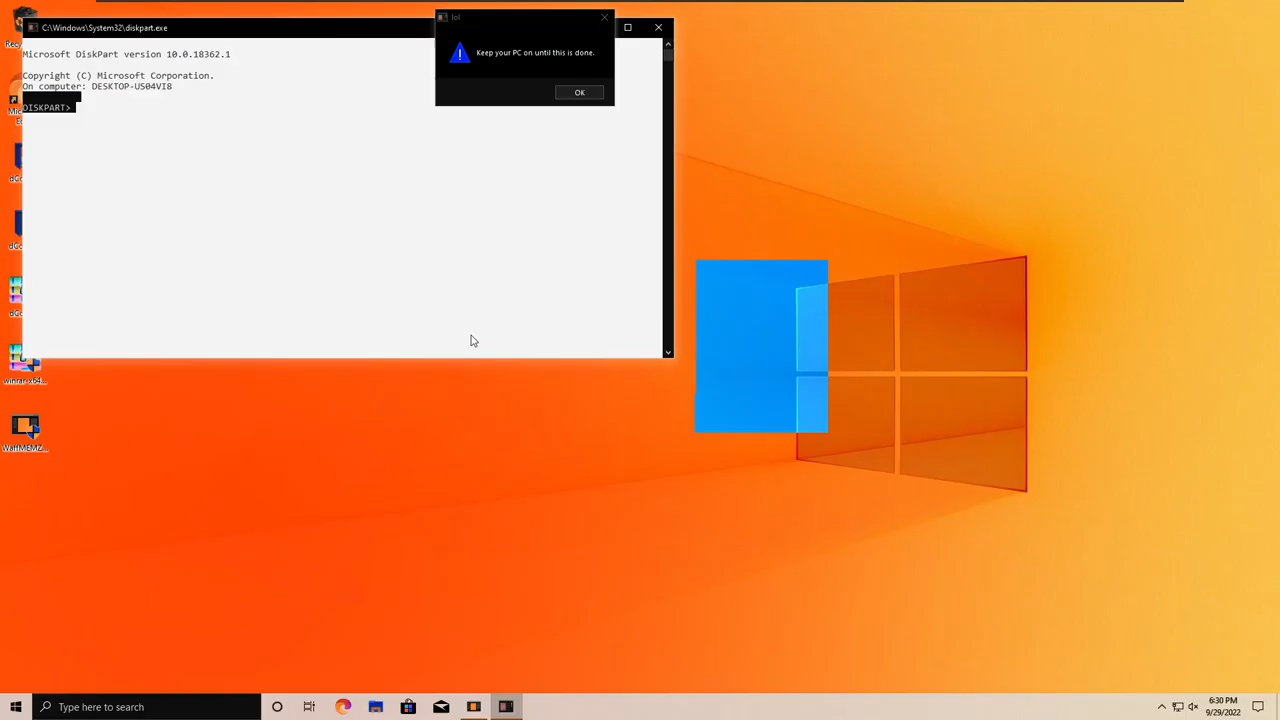 C:\Windows\System32\diskpart.exe
lol
Microsoft DiskPart version 10.0.18362.1
Copyright (C) Microsoft Corporation.
On computer: DESKTOP-US04VI8
DISKPART>
Keep your PC on until this is done.
OK
winrar-x64...
WaffMEMZ...
Type here to search
6:30 PM
9/29/2022